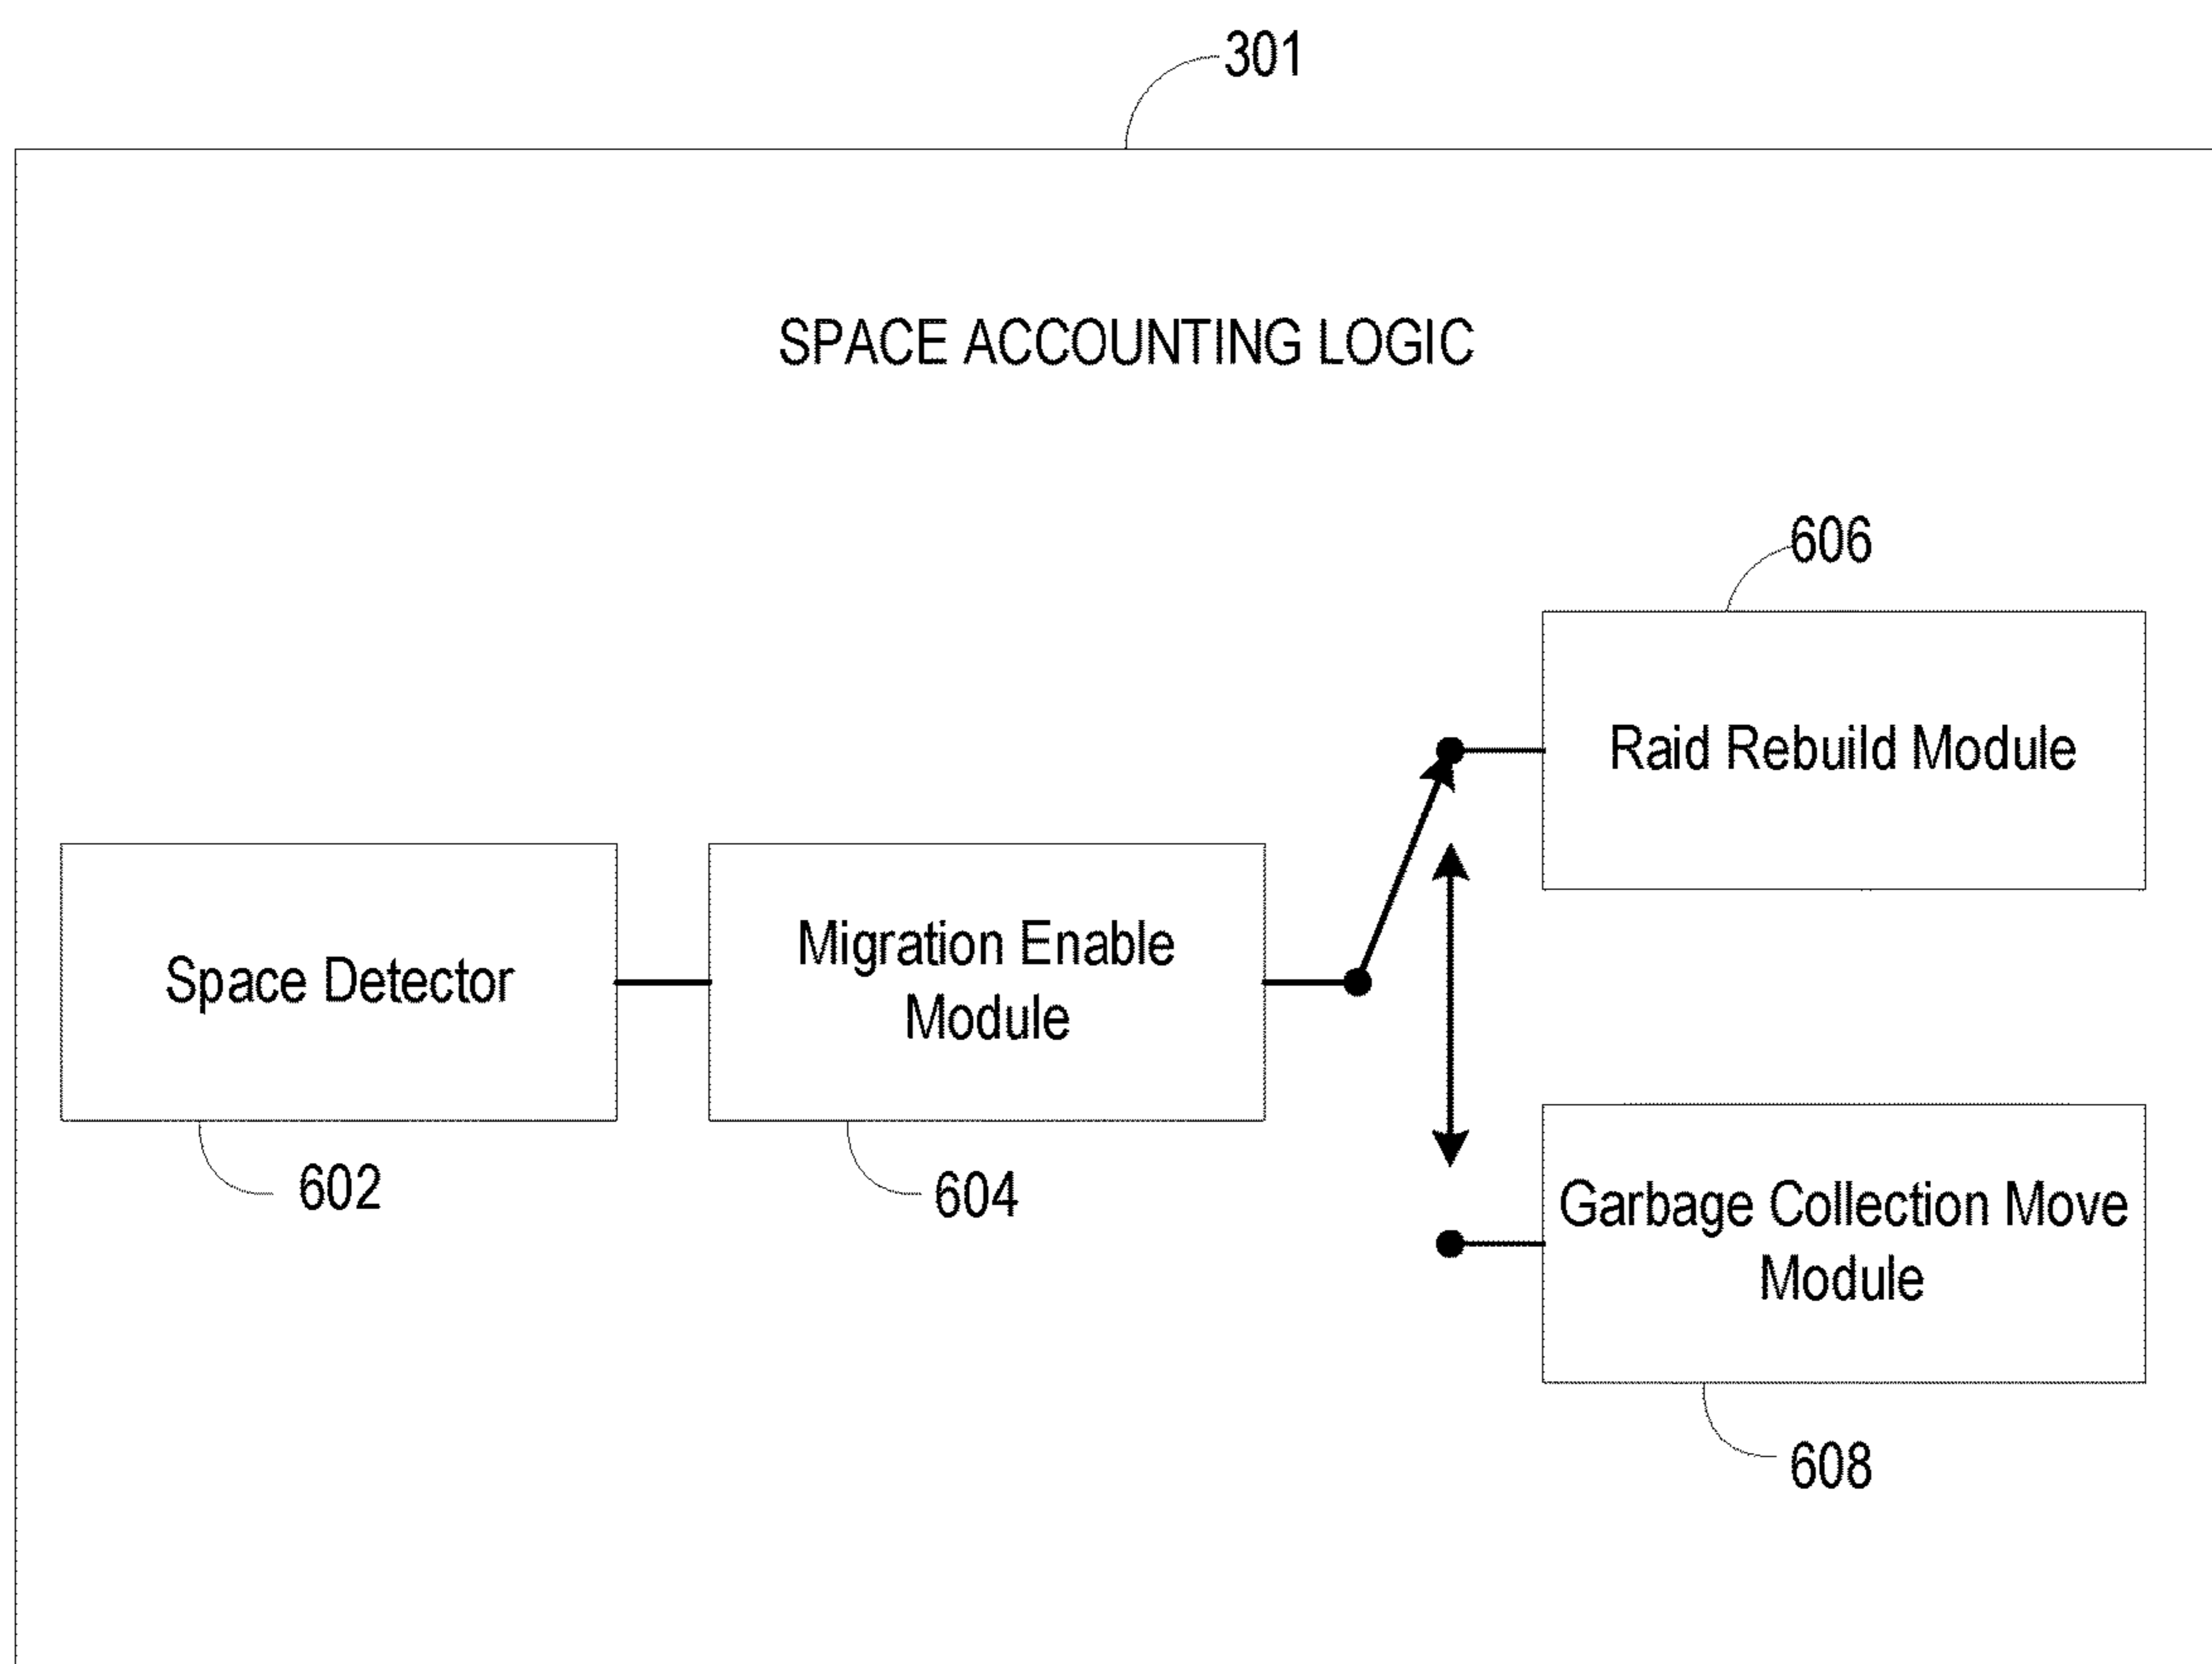 301
SPACE ACCOUNTING LOGIC
606
Raid Rebuild Module
Space Detector
Migration Enable
Module
602
604
Garbage Collection Move
Module
608